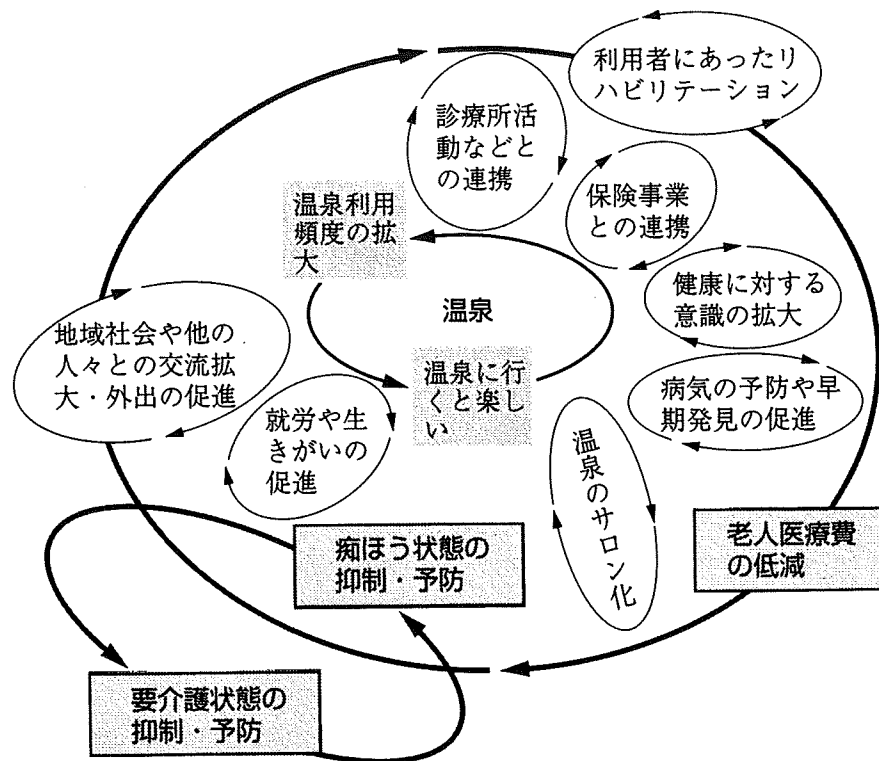 利用者にあったリ
ハビリテーション
診療所活
動などと
の連携
保険事業
との連携
温泉利用
頻度の拡
大
健康に対する
意識の拡大
温泉
地域社会や他の
人々との交流拡
大・外出の促進
温泉に行
くと楽し
い
病気の予防や早
期発見の促進
就労や生
きがいの
促進
温泉のサロン化
老人医療費
の低減
痴ほう状態の
抑制・予防
要介護状態の
抑制・予防